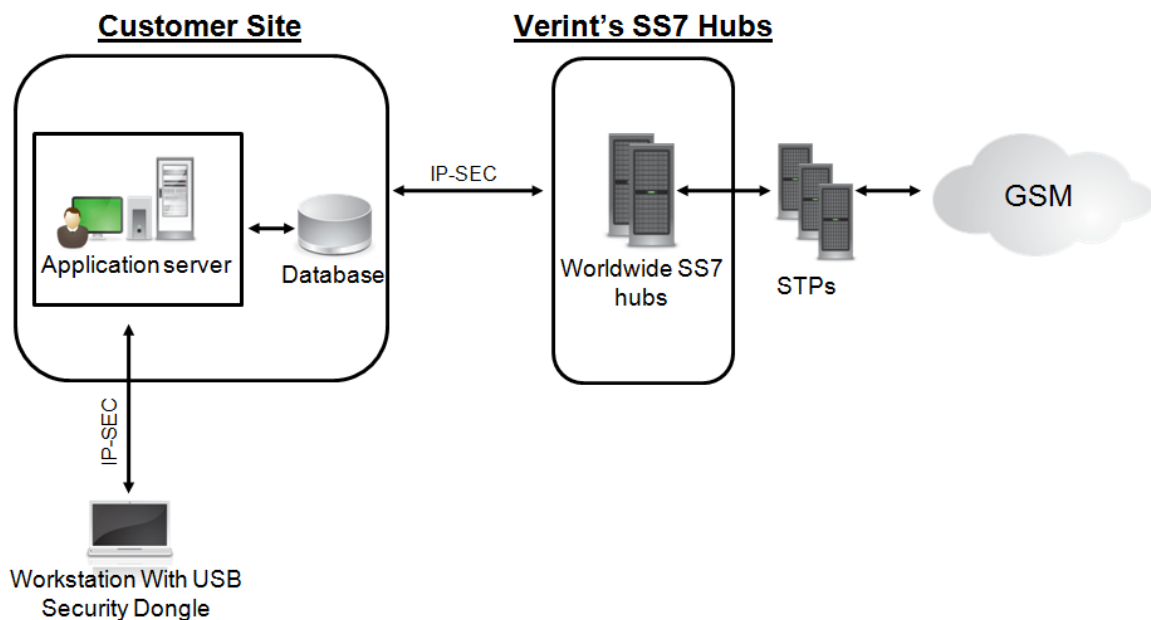 Customer Site
Verint's SS7 Hubs
Application server
Database
IP-SEC
Worldwide SS7
hubs
STPs
GSM
IP-SEC
Workstation With USB
Security Dongle